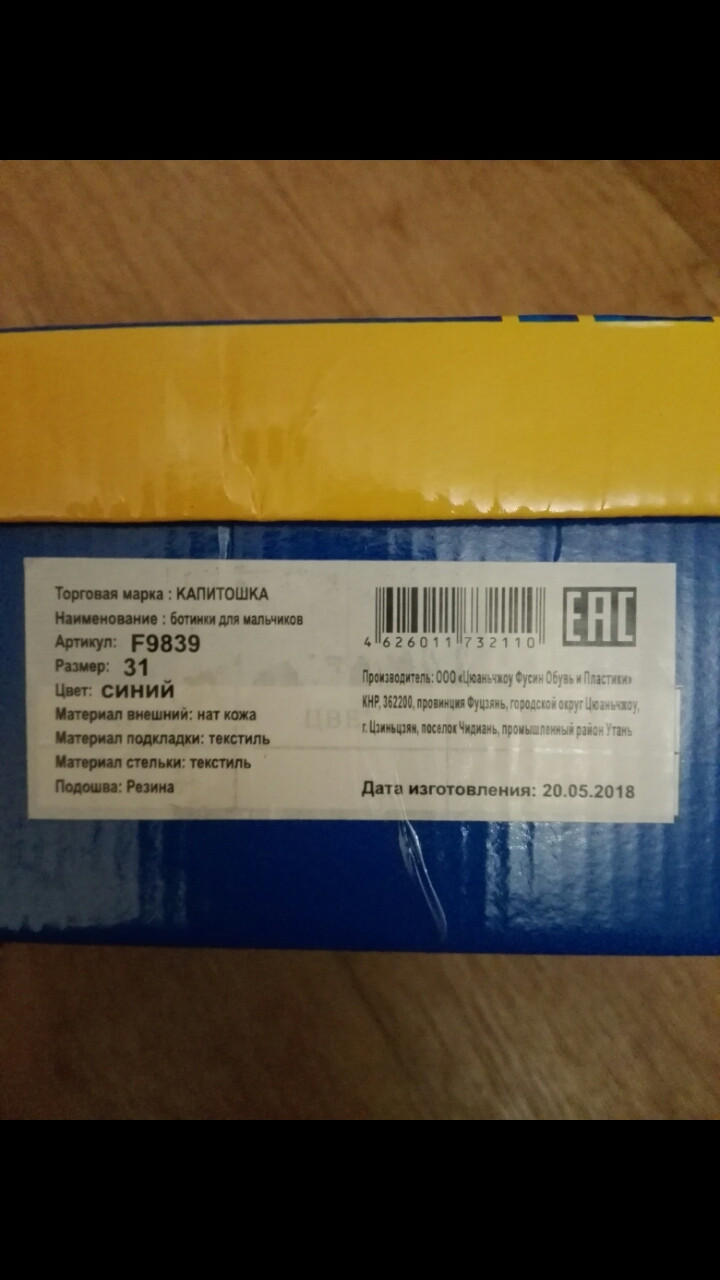 Торговая марка : КАПИТОШКА
Наименование : ботинки для мальчиков
Артикул: F9839
Размер: 31
Цвет: синий
Материал внешний: нат кожа
Материал подкладки: текстиль
Материал стельки: текстиль
Подошва: Резина
4 626011 732110
EAC
Производитель: ООО «Цюаньчжоу Фусин Обувь и Пластики»
КНР, 362200, провинция Фуцзянь, городской округ Цюаньчжоу,
г. Цзиньцзян, поселок Чидиань, промышленный район Утань
Дата изготовления: 20.05.2018